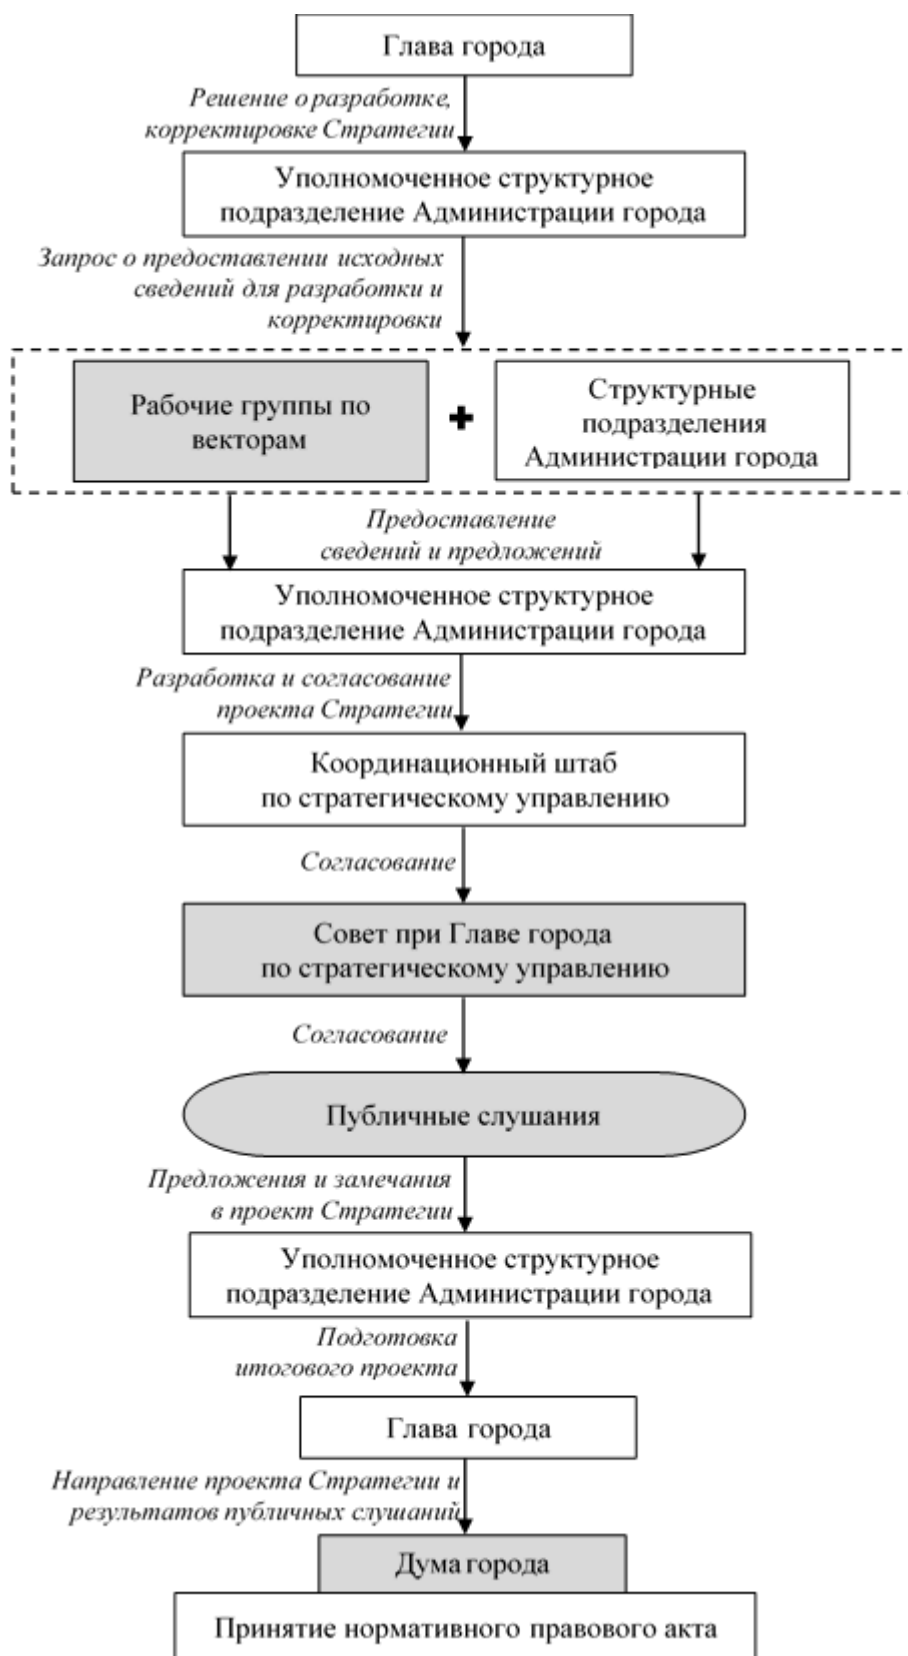 Глава города
Решение о разработке,
корректировке Стратегии
Уполномоченное структурное
подразделение Администрации города
Запрос о предоставлении исходных
сведений для разработки и
корректировки
Рабочие группы по
векторам
+
Структурные
подразделения
Администрации города
Предоставление
сведений и предложений
Уполномоченное структурное
подразделение Администрации города
Разработка и согласование
проекта Стратегии
Координационный штаб
по стратегическому управлению
Согласование
Совет при Главе города
по стратегическому управлению
Согласование
Публичные слушания
Предложения и замечания
в проект Стратегии
Уполномоченное структурное
подразделение Администрации города
Подготовка
итогового проекта
Глава города
Направление проекта Стратегии и
результатов публичных слушаний
Дума города
Принятие нормативного правового акта